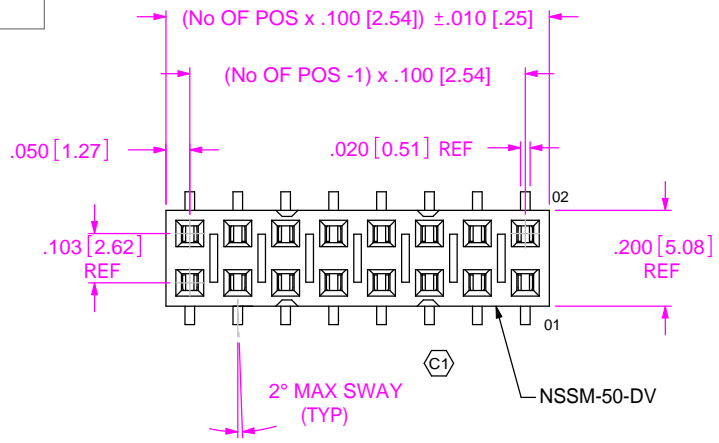 (No OF POS x .100 [2.54]) ±.010 [.25]
(No OF POS -1) x .100 [2.54]
.050 [1.27]
.020 [0.51] REF
02
.103 [2.62]
REF
.200 [5.08]
REF
01
C1
2° MAX SWAY
(TYP)
NSSM-50-DV